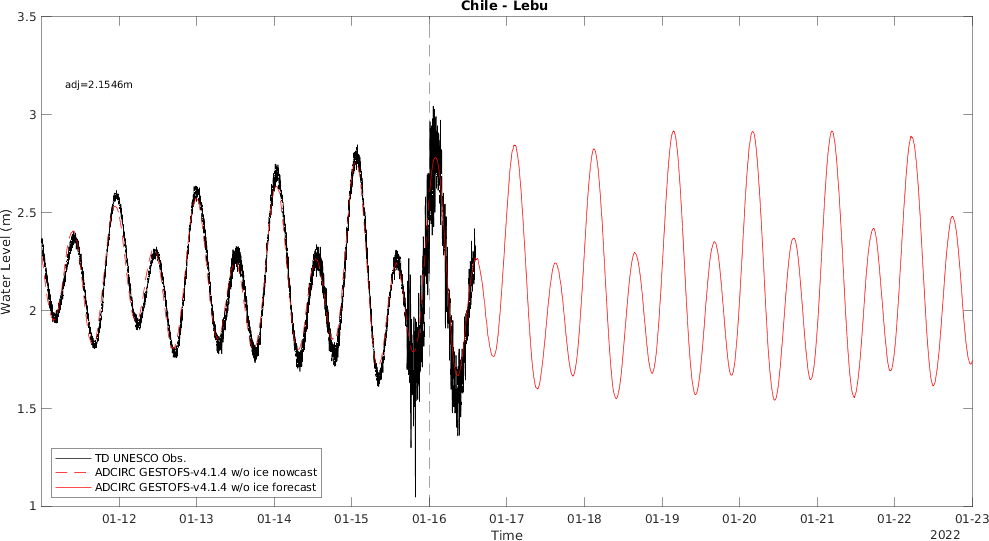 Chile - Lebu
3.5
adj=2.1546m
3
2.5
Water Level (m)
2
1.5
TD UNESCO Obs.
ADCIRC GESTOFS-v4.1.4 w/o ice nowcast
ADCIRC GESTOFS-v4.1.4 w/o ice forecast
1
01-12 01-13 01-14 01-15 01-16 01-17 01-18 01-19 01-20 01-21 01-22 01-23
Time
2022